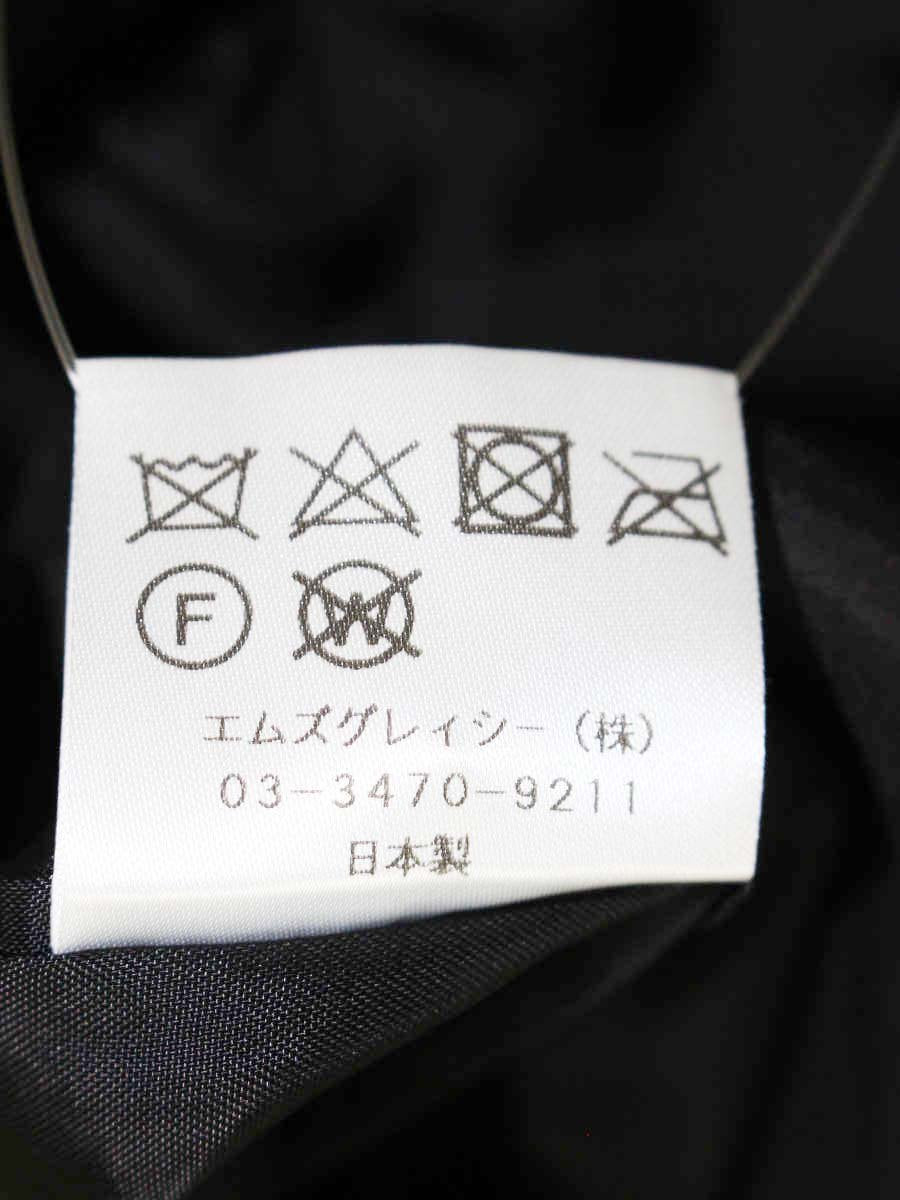 F W
エムズグレイシー（株）
03-3470-9211
日本製